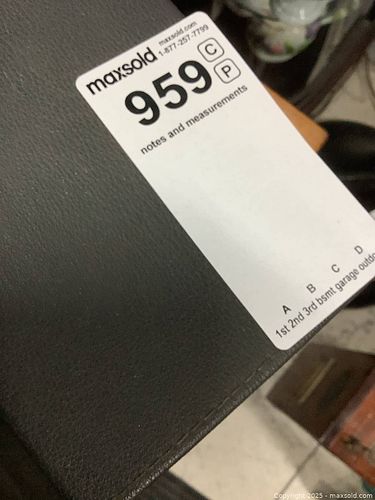 maxsold maxsold.com
1-877-257-7799
959 C
P
notes and measurements
A B C D
1st 2nd 3rd bsmt garage outdo
Copyright 2025 - maxsold.com